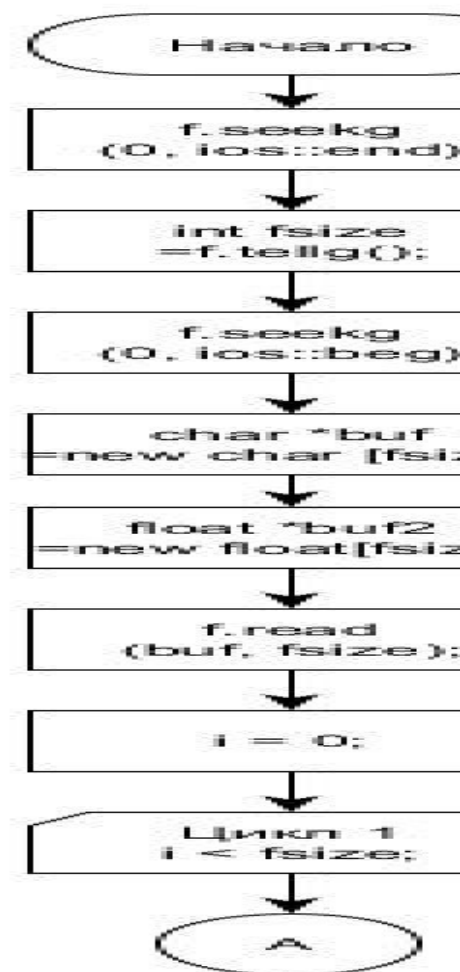 Начало
f.seekg
(0, ios::end)
int fsize
=f.tellg();
f.seekg
(0, ios::beg)
char *buf
=new char [fsiz
float *buf2
=new float[fsiz
f.read
(buf, fsize);
i = 0;
Цикл 1
i < fsize;
А